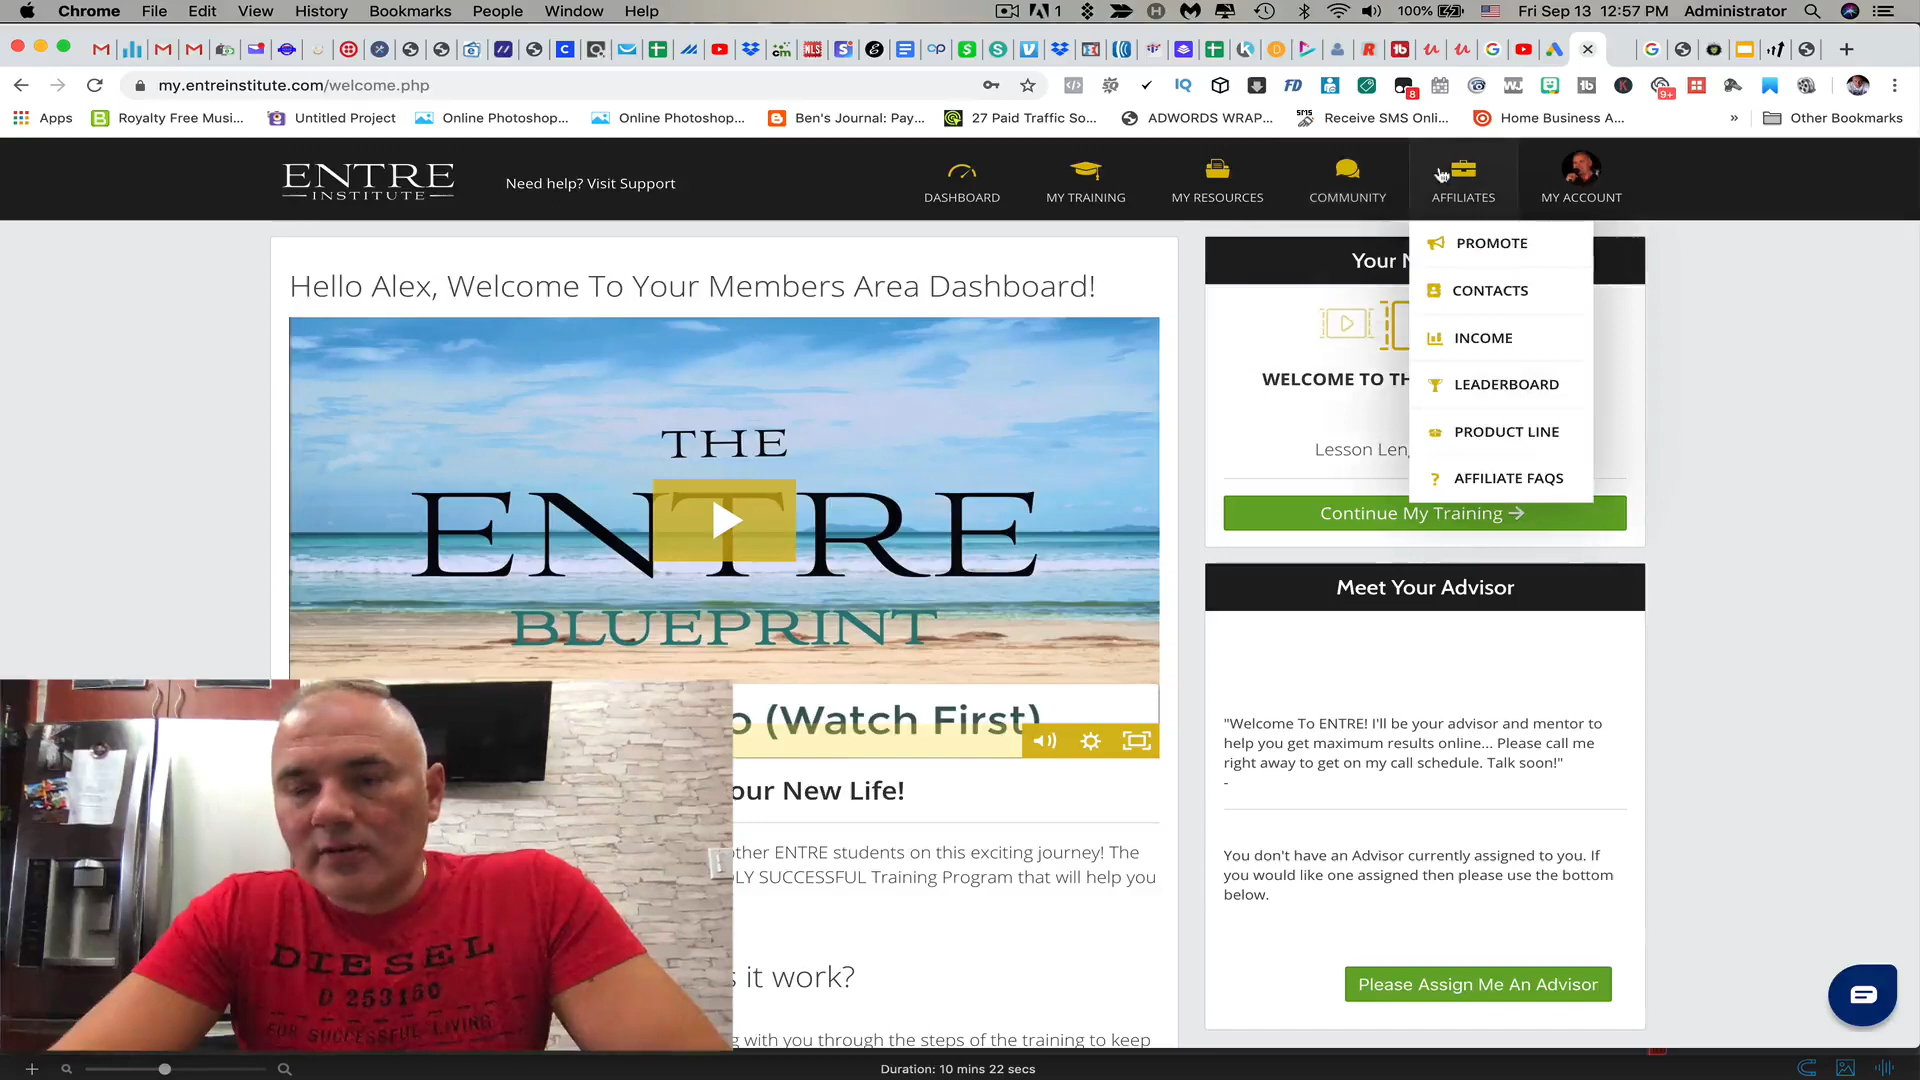 Chrome File Edit View History Bookmarks People Window Help 1 100% Fri Sep 13 12:57 PM Administrator
my.entreinstitute.com/welcome.php
Apps Royalty Free Musi... Untitled Project Online Photoshop... Online Photoshop... Ben's Journal: Pay... 27 Paid Traffic So... ADWORDS WRAP... Receive SMS Onli... Home Business A... » Other Bookmarks
ENTRE
INSTITUTE
Need help? Visit Support
DASHBOARD MY TRAINING MY RESOURCES COMMUNITY AFFILIATES MY ACCOUNT
PROMOTE
CONTACTS
INCOME
LEADERBOARD
PRODUCT LINE
AFFILIATE FAQS
Hello Alex, Welcome To Your Members Area Dashboard!
THE
ENTRE
BLUEPRINT
o (Watch First)
our New Life!
other ENTRE students on this exciting journey! The
LY SUCCESSFUL Training Program that will help you
s it work?
g with you through the steps of the training to keep
Your
WELCOME TO TH
Lesson Len
Continue My Training →
Meet Your Advisor
"Welcome To ENTRE! I'll be your advisor and mentor to
help you get maximum results online... Please call me
right away to get on my call schedule. Talk soon!"
-
You don't have an Advisor currently assigned to you. If
you would like one assigned then please use the bottom
below.
Please Assign Me An Advisor
DIESEL
D 253160
FOR SUCCESSFUL LIVING
Duration: 10 mins 22 secs